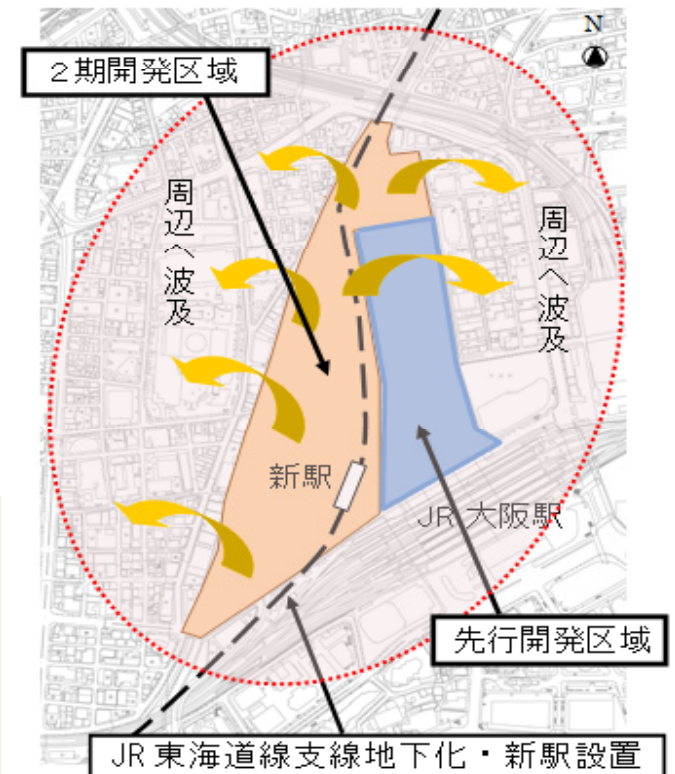 N
2期開発区域
周辺へ波及
周辺へ波及
新駅
JR 大阪駅
先行開発区域
JR 東海道線支線地下化・新駅設置